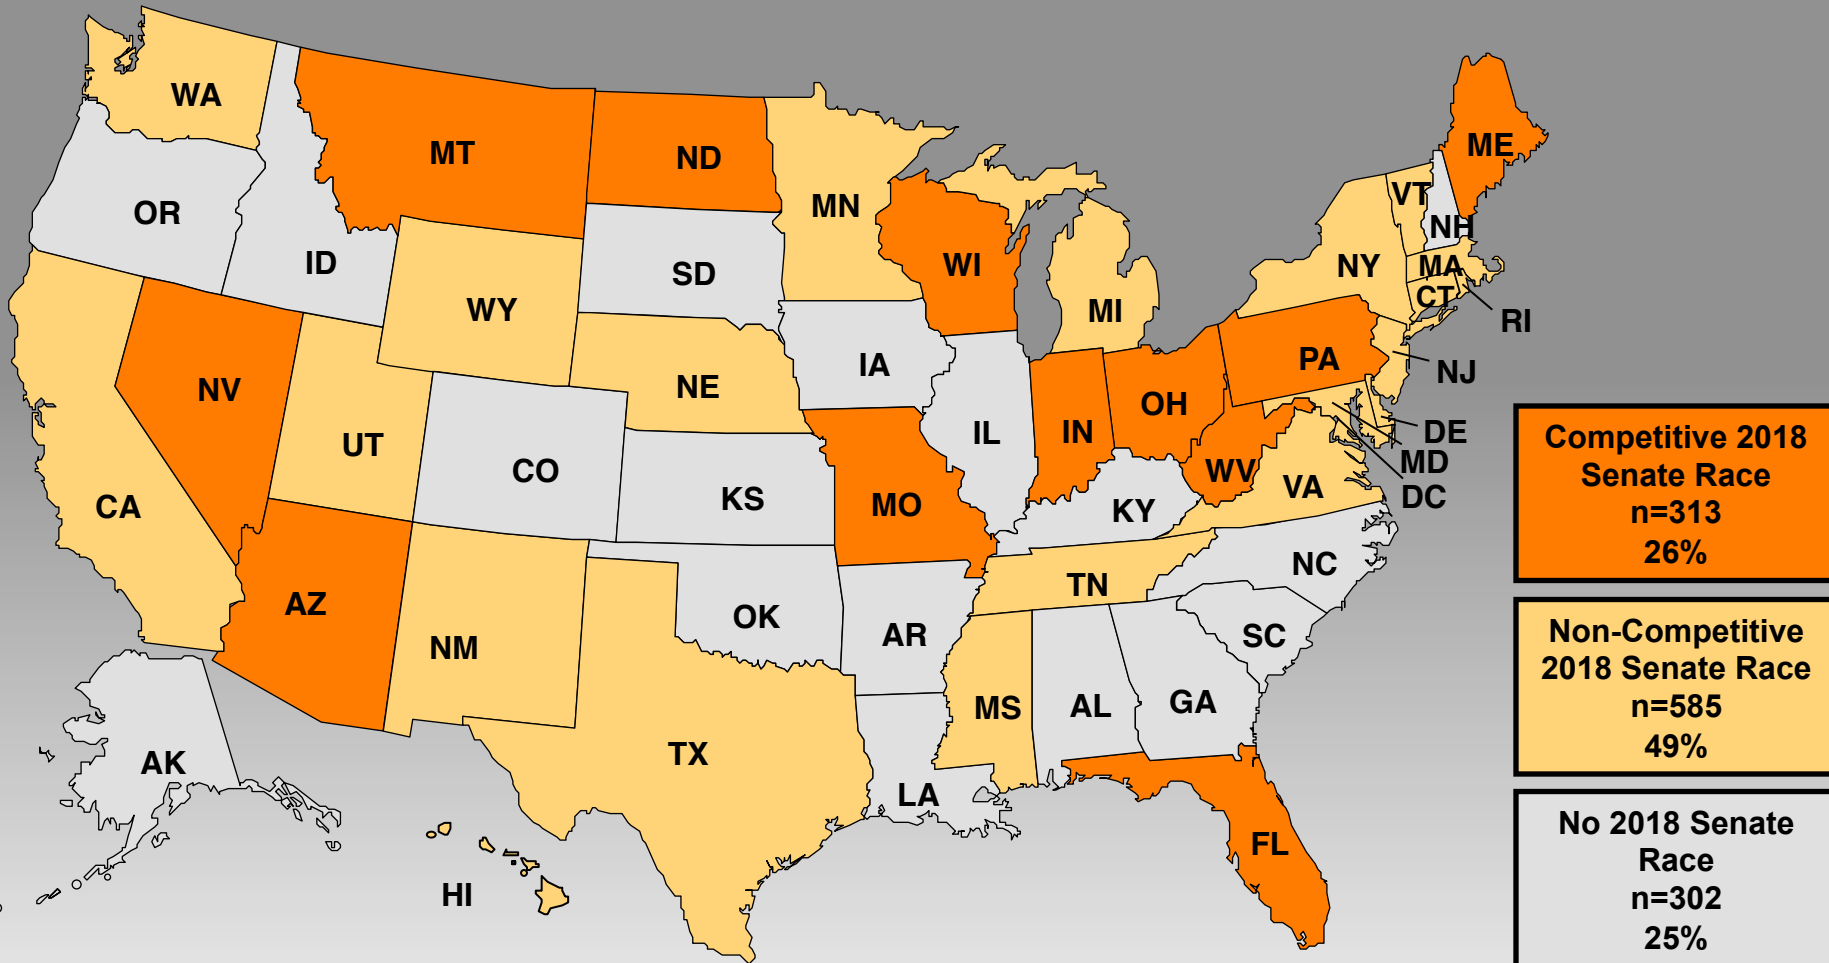 WA
MT
ND
ME
OR
MN
VT
NH
ID
SD
WI
NY
MA
WY
MI
CT
RI
IA
PA
NV
NE
NJ
OH
UT
IL
IN
DE
CO
MD
WV
KS
VA
DC
CA
MO
KY
NC
AZ
TN
OK
AR
SC
NM
MS
AL
GA
TX
AK
LA
FL
HI
Competitive 2018
Senate Race
n=313
26%
Non-Competitive
2018 Senate Race
n=585
49%
No 2018 Senate
Race
n=302
25%